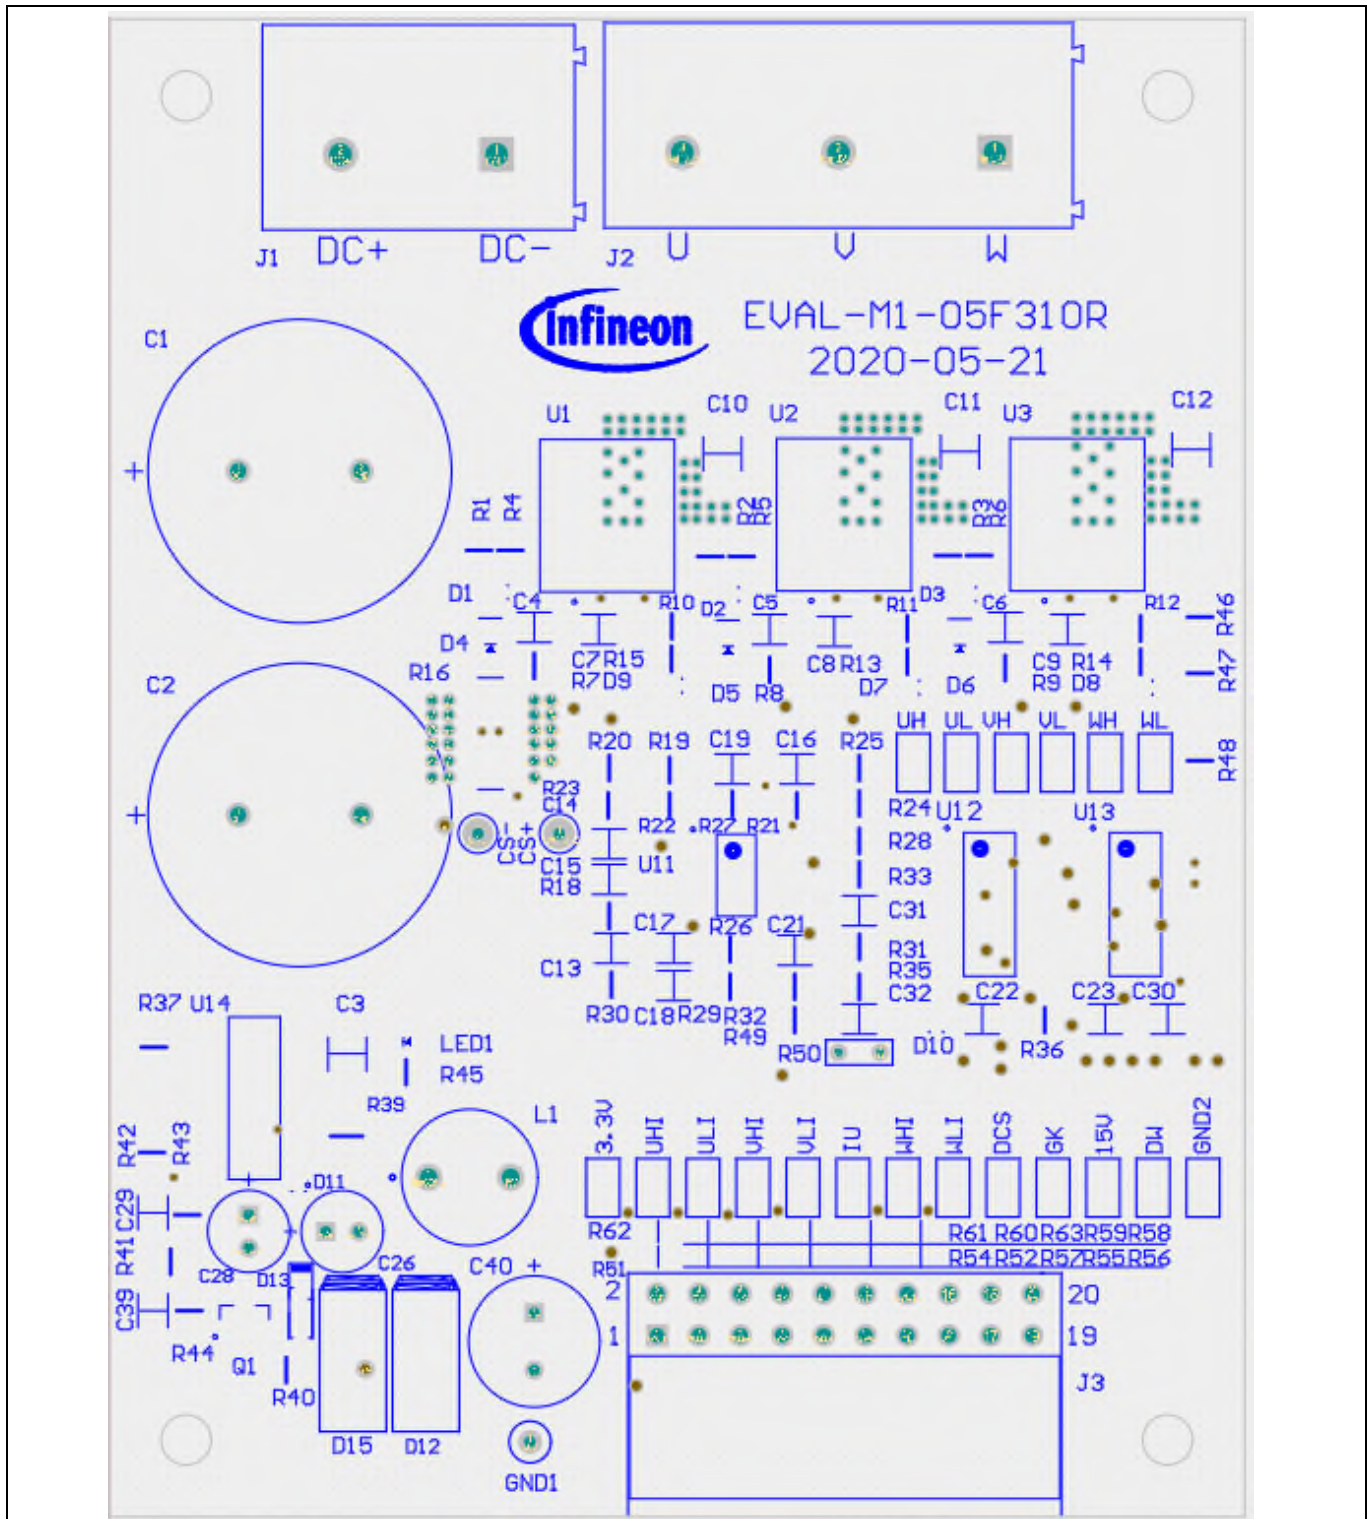 J1 DC+ DC- J2 U V W
infineon EVAL-M1-05F310R
2020-05-21
C1
U1 C10 U2 C11 U3 C12
+
R1 R4 R2 R5 R3 R6
D1 C4 R10 D2 C5 R11 D3 C6 R12 R46
D4 C7 R15 C8 R13 C9 R14 R47
R16 R7 D9 D5 R8 D7 D6 R9 D8
C2
UH UL VH VL WH WL
R20 R19 C19 C16 R25 R48
R23
C14 R24 U12 U13
+
CS- CS+ R22 R27 R21 R28
C15 U11
R18 R33
C17 R26 C21 C31
R31
C13 R35
R37 U14 C3 R30 C18 R29 R32 C32 C22 C23 C30
R49
LED1 R50 D10 R36
R45
R39
L1
R42 R43 3.3V UHI ULI VHI VLI IU WHI WLI DCS GK 15V DW GND2
D11
C29 + +
R62 R61 R60 R63 R59 R58
R41 R51 R54 R52 R57 R55 R56
C28 D13 C26 C40 +
C39 2 20
1 19
R44 Q1 J3
R40
D15 D12
GND1